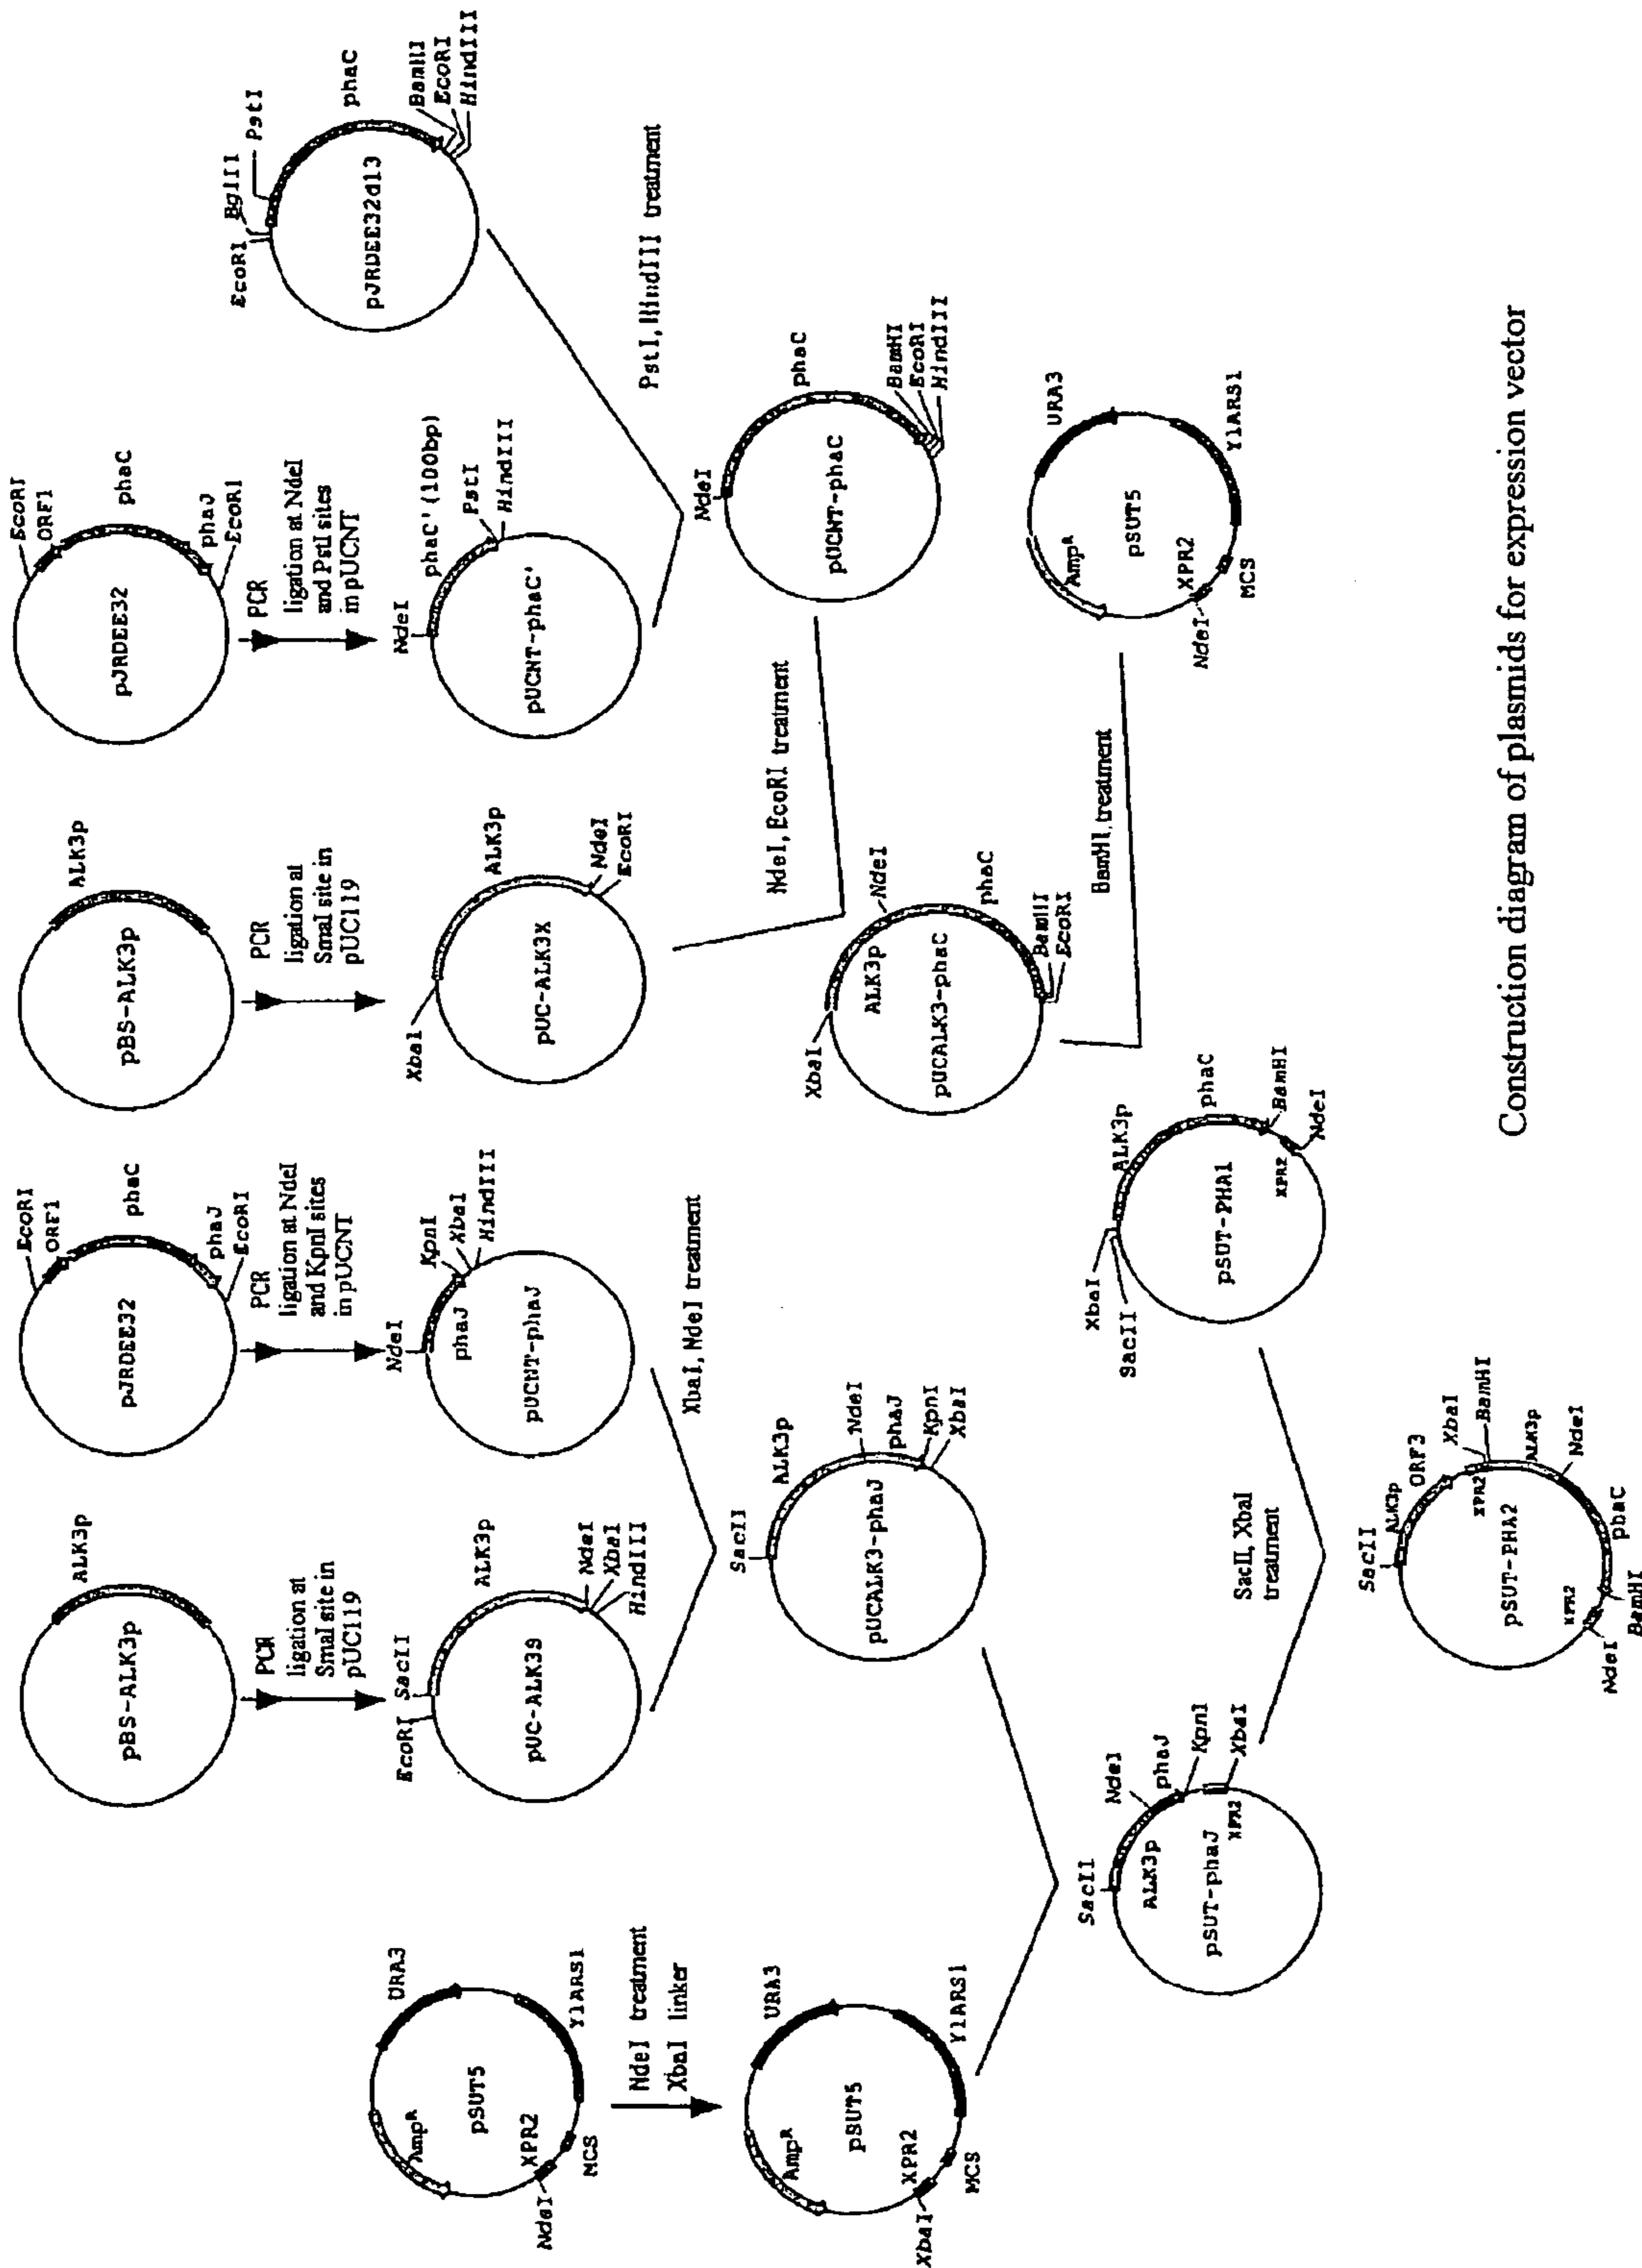 pBS-ALK3p
ALK3p
PCR
ligation at
SmaI site in
pUC119
EcoRI
SacII
ALK3p
NdeI
XbaI
HindIII
pUC-ALK39
pJRDEE32
EcoRI
ORF1
phaC
phaJ
EcoRI
PCR
ligation at NdeI
and KpnI sites
in pUCNT
NdeI
phaJ
KpnI
XbaI
HindIII
pUCNT-phaJ
pBS-ALK3p
ALK3p
PCR
ligation at
SmaI site in
pUC119
XbaI
ALK3p
NdeI
EcoRI
pUC-ALK3X
pJRDEE32
EcoRI
ORF1
phaC
phaJ
EcoRI
PCR
ligation at NdeI
and PstI sites
in pUCNT
NdeI
phaC'(100bp)
PstI
HindIII
pUCNT-phaC'
EcoRI
BglII
PstI
phaC
BamHI
EcoRI
HindIII
pJRDEE32d13
PstI, HindIII treatment
NdeI
phaC
BamHI
EcoRI
HindIII
pUCNT-phaC
NdeI, EcoRI treatment
XbaI
ALK3p
NdeI
phaC
BamHI
EcoRI
pUCALK3-phaC
URA3
AmpR
pSUT5
YlARS1
XPR2
NdeI
MCS
BamHI treatment
XbaI
SacII
ALK3p
phaC
BamHI
XPR2
NdeI
pSUT-PHA1
XbaI, NdeI treatment
SacII
ALK3p
NdeI
phaJ
KpnI
XbaI
pUCALK3-phaJ
URA3
AmpR
pSUT5
YlARS1
XPR2
NdeI
MCS
NdeI treatment
XbaI linker
URA3
AmpR
pSUT5
YlARS1
XPR2
XbaI
MCS
SacII
ALK3p
NdeI
phaJ
KpnI
XPR2
XbaI
pSUT-phaJ
SacII, XbaI
treatment
SacII
ALK3p
ORF3
XbaI
XPR2
BamHI
ALK3p
NdeI
phaC
BamHI
XPR2
NdeI
pSUT-PHA2
Construction diagram of plasmids for expression vector